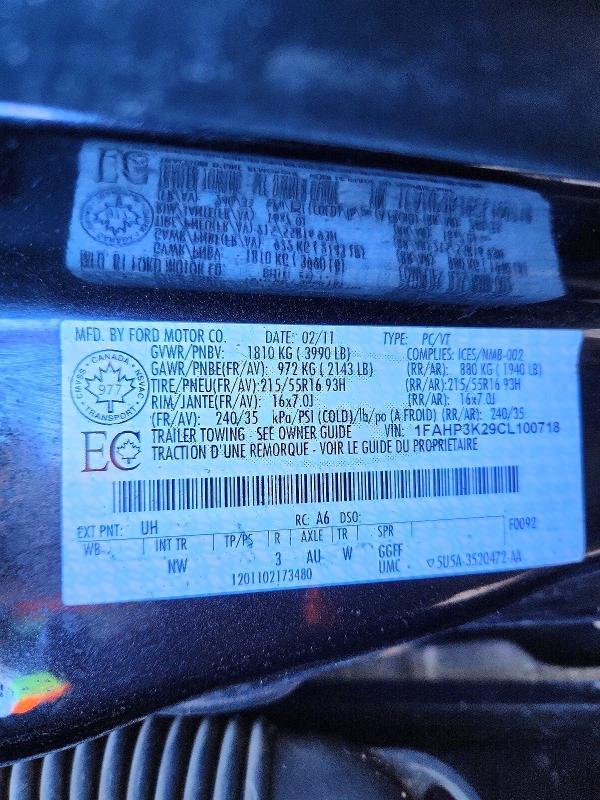 MFD. BY FORD MOTOR CO. DATE: 02/11 TYPE: PC/VT
GVWR/PNBV: 1810 KG ( 3990 LB) COMPLIES: ICES/NMB-002
GAWR/PNBE(FR/AV): 972 KG ( 2143 LB) (RR/AR): 880 KG ( 1940 LB)
TIRE/PNEU(FR/AV):215/55R16 93H (RR/AR):215/55R16 93H
RIM/JANTE(FR/AV): 16x7.0J (RR/AR): 16x7.0J
(FR/AV): 240/35 kPa/PSI (COLD)/lb/po (A FROID) (RR/AR): 240/35
TRAILER TOWING - SEE OWNER GUIDE VIN: 1FAHP3K29CL100718
TRACTION D'UNE REMORQUE - VOIR LE GUIDE DU PROPRIETAIRE
CANADA
CMVSS NSVAC
977
TRANSPORT
EC
EXT PNT: UH RC: A6 DSO: F0092
WB INT TR TP/PS R AXLE TR SPR
NW 3 AU W GGFF
1201102173480 UMC 5U5A-3520472-AA